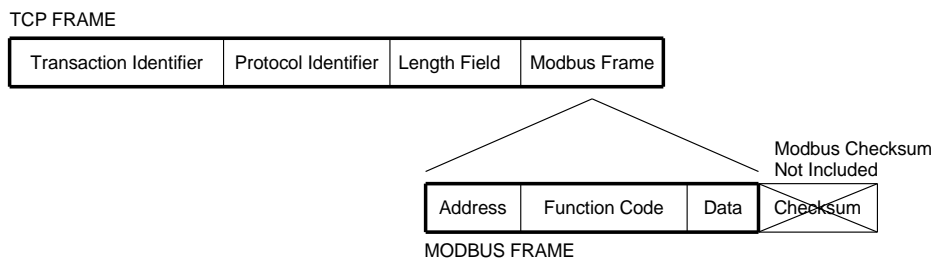 TCP FRAME
Transaction Identifier Protocol Identifier Length Field Modbus Frame
Modbus Checksum
Not Included
Address Function Code Data Checksum
MODBUS FRAME